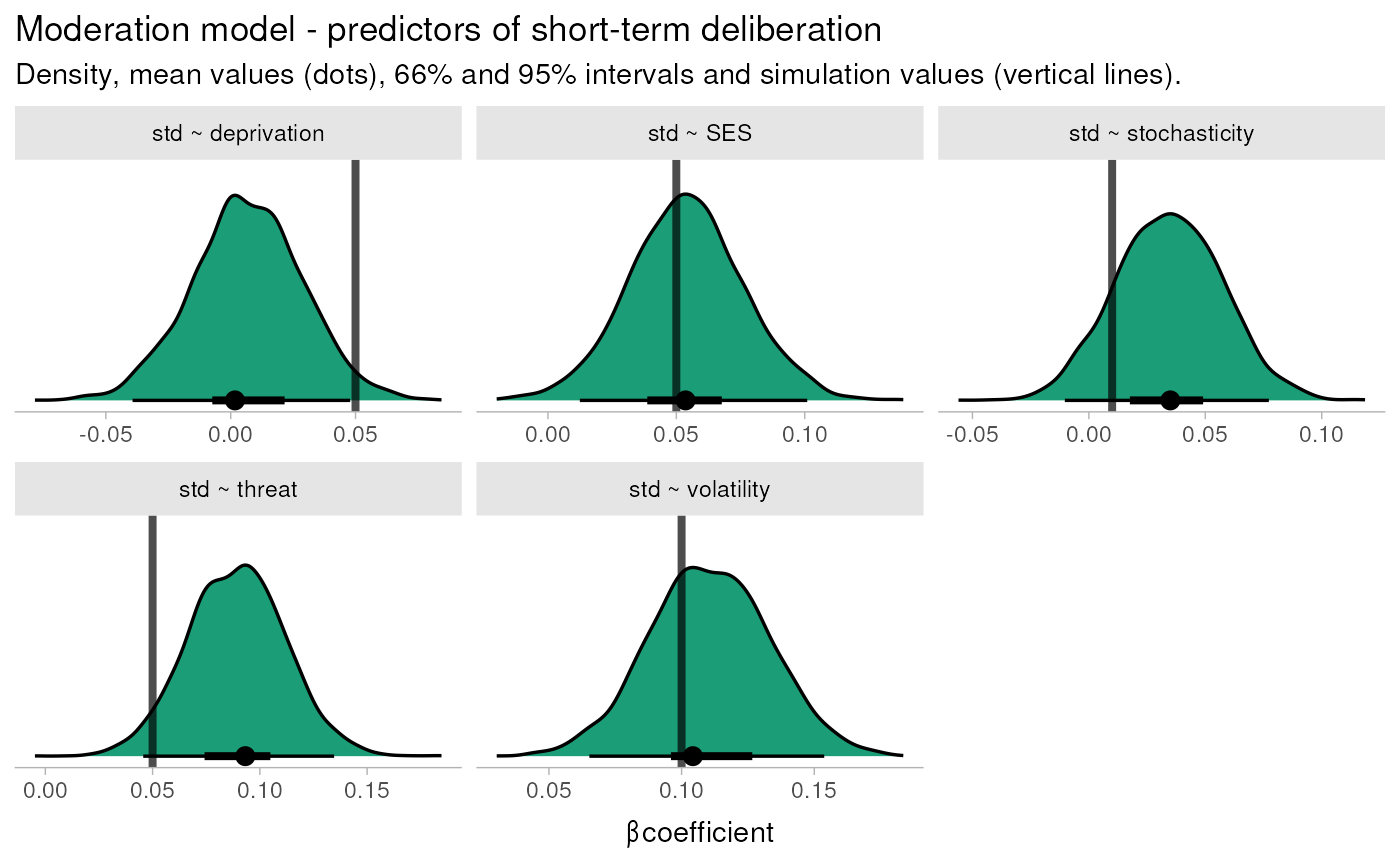 Moderation model - predictors of short-term deliberation
Density, mean values (dots), 66% and 95% intervals and simulation values (vertical lines).
std ~ deprivation
std ~ SES
std ~ stochasticity
-0.05 0.00 0.05
0.00 0.05 0.10
-0.05 0.00 0.05 0.10
std ~ threat
std ~ volatility
0.00 0.05 0.10 0.15
0.05 0.10 0.15
βcoefficient